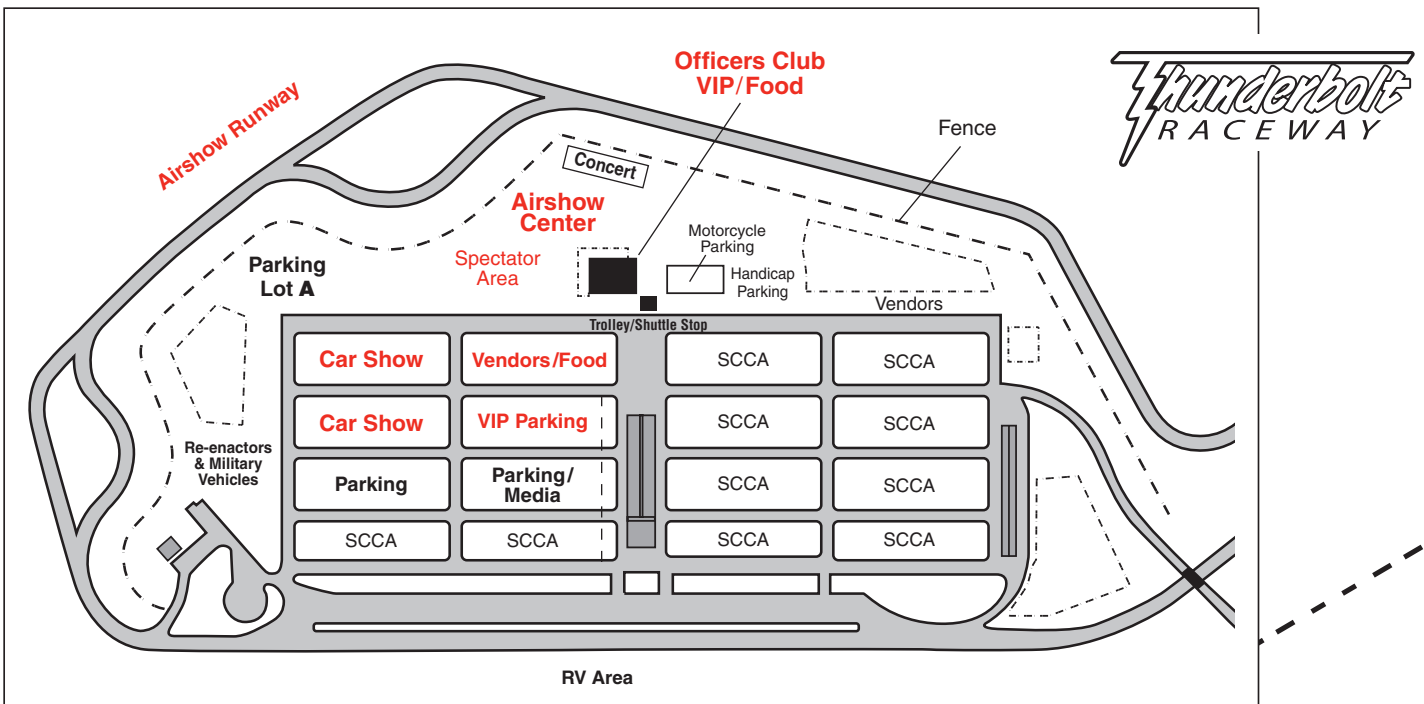 Thunderbolt
RACEWAY
Officers Club
VIP/Food
Airshow Runway
Fence
Concert
Airshow
Center
Motorcycle
Parking
Spectator
Area
Handicap
Parking
Parking
Lot A
Vendors
Trolley/Shuttle Stop
Car Show
Vendors/Food
SCCA
SCCA
Car Show
VIP Parking
SCCA
SCCA
Re-enactors
& Military
Vehicles
Parking
Parking/
Media
SCCA
SCCA
SCCA
SCCA
SCCA
SCCA
RV Area